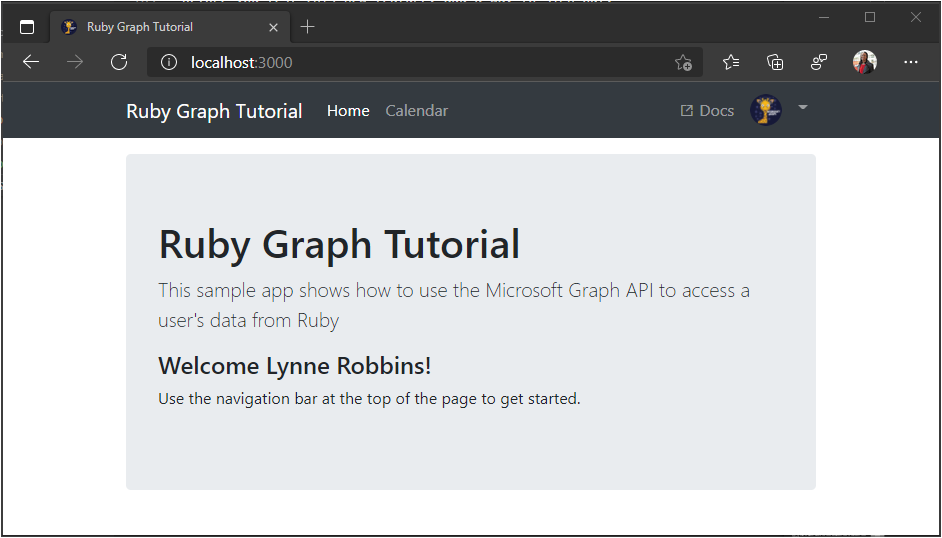 Ruby Graph Tutorial
localhost:3000
Ruby Graph Tutorial Home Calendar Docs
Ruby Graph Tutorial
This sample app shows how to use the Microsoft Graph API to access a
user's data from Ruby
Welcome Lynne Robbins!
Use the navigation bar at the top of the page to get started.